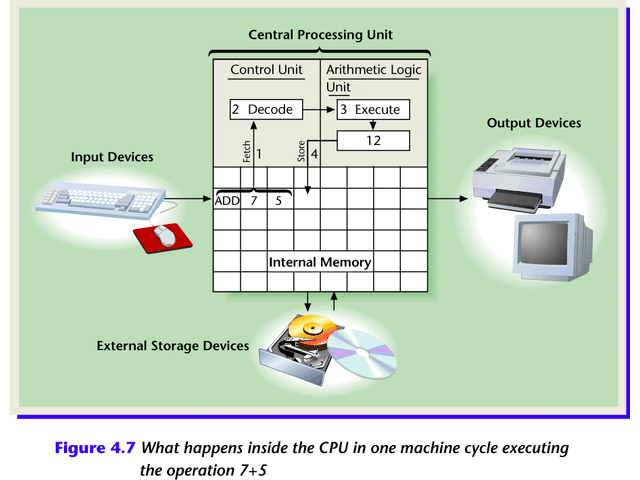 Central Processing Unit
Control Unit
Arithmetic Logic
Unit
2 Decode
3 Execute
12
Fetch
1
Store
4
Input Devices
Output Devices
ADD 7 5
Internal Memory
External Storage Devices
Figure 4.7 What happens inside the CPU in one machine cycle executing
the operation 7+5